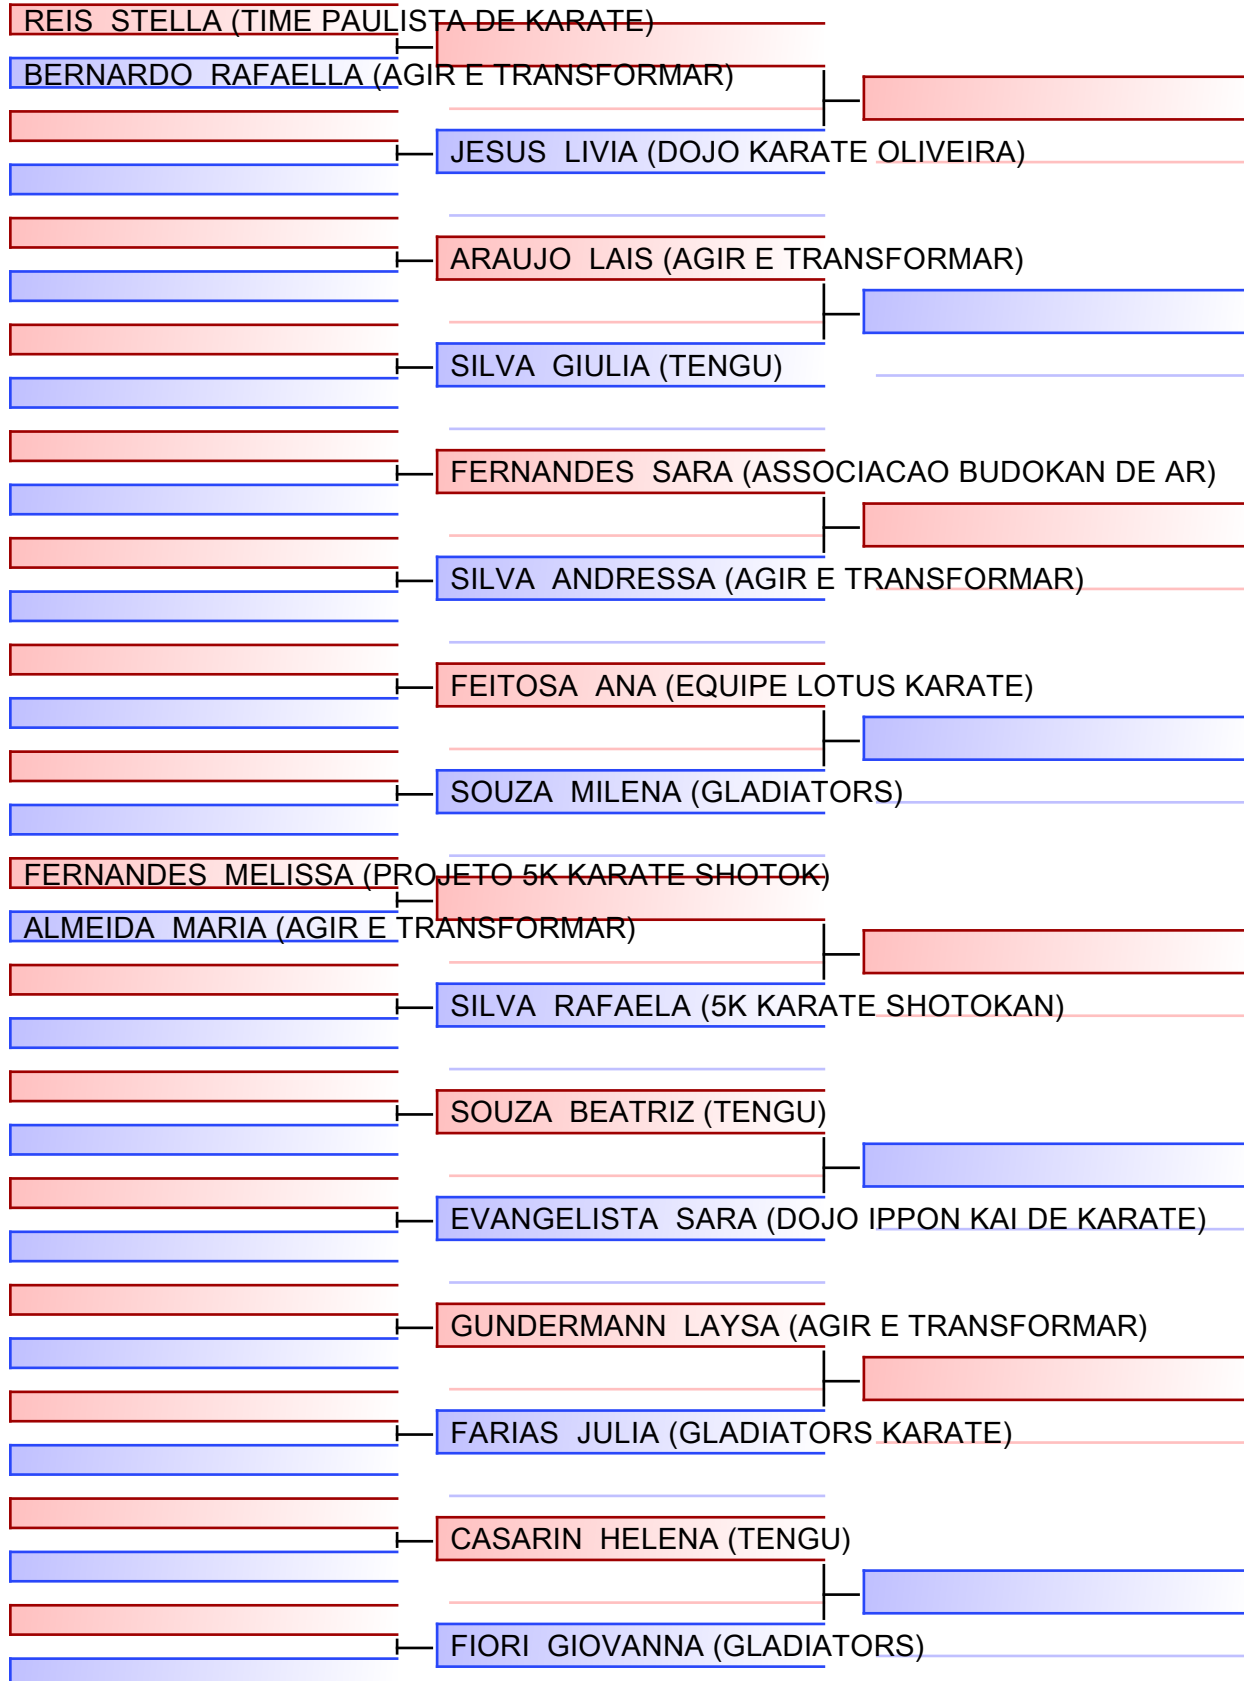 REIS STELLA (TIME PAULISTA DE KARATE)
BERNARDO RAFAELLA (AGIR E TRANSFORMAR)
JESUS LIVIA (DOJO KARATE OLIVEIRA)
ARAUJO LAIS (AGIR E TRANSFORMAR)
SILVA GIULIA (TENGU)
FERNANDES SARA (ASSOCIACAO BUDOKAN DE AR)
SILVA ANDRESSA (AGIR E TRANSFORMAR)
FEITOSA ANA (EQUIPE LOTUS KARATE)
SOUZA MILENA (GLADIATORS)
FERNANDES MELISSA (PROJETO 5K KARATE SHOTOK)
ALMEIDA MARIA (AGIR E TRANSFORMAR)
SILVA RAFAELA (5K KARATE SHOTOKAN)
SOUZA BEATRIZ (TENGU)
EVANGELISTA SARA (DOJO IPPON KAI DE KARATE)
GUNDERMANN LAYSA (AGIR E TRANSFORMAR)
FARIAS JULIA (GLADIATORS KARATE)
CASARIN HELENA (TENGU)
FIORI GIOVANNA (GLADIATORS)